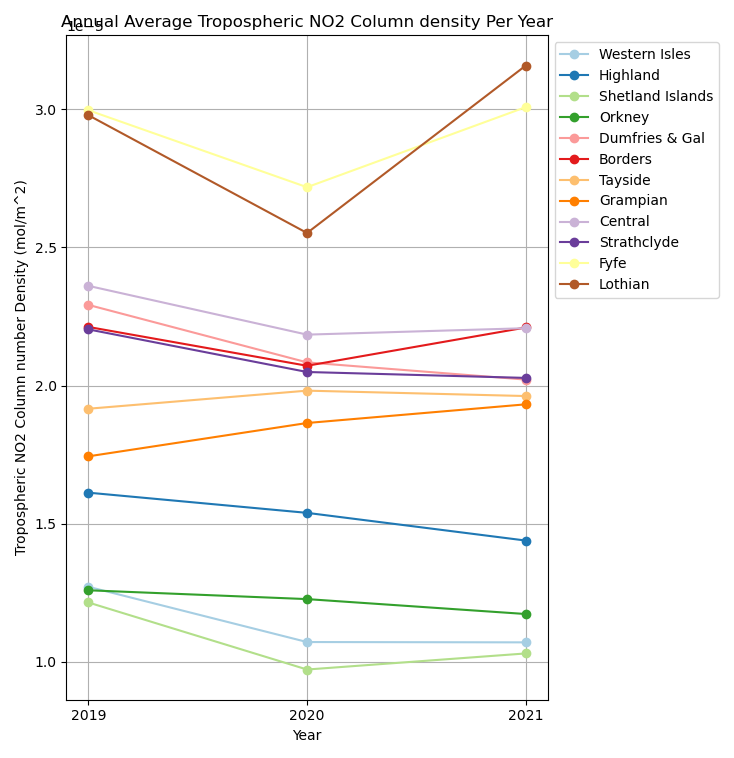 Annual Average Tropospheric NO2 Column density Per Year
1e−5
3.0
2.5
2.0
1.5
1.0
Tropospheric NO2 Column number Density (mol/m^2)
2019
2020
2021
Year
Western Isles
Highland
Shetland Islands
Orkney
Dumfries & Gal
Borders
Tayside
Grampian
Central
Strathclyde
Fyfe
Lothian